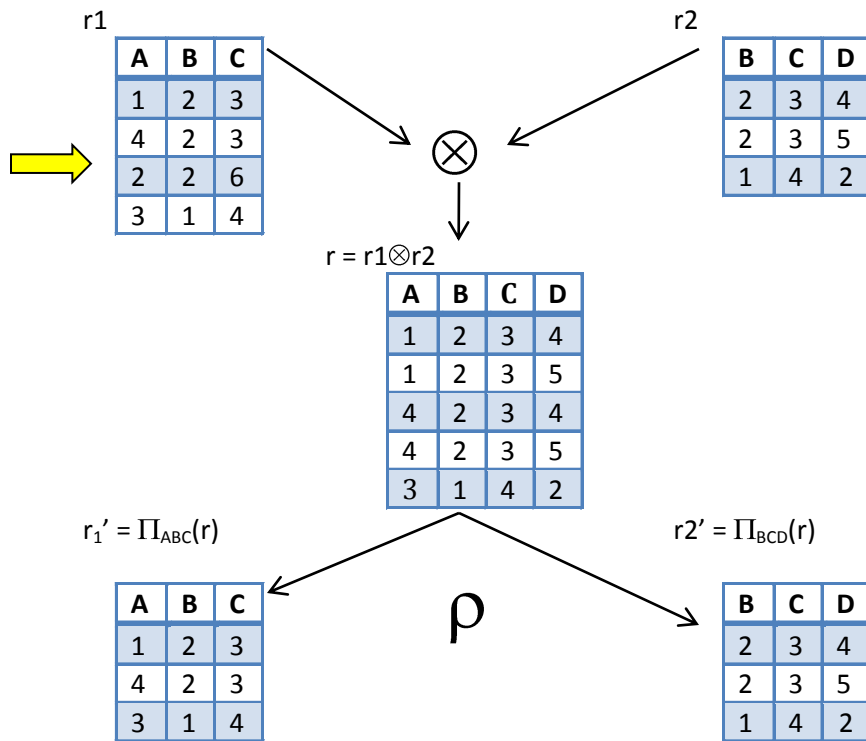 r1
A B C
1 2 3
4 2 3
2 2 6
3 1 4
r2
B C D
2 3 4
2 3 5
1 4 2
⊗
r = r1⊗r2
A B C D
1 2 3 4
1 2 3 5
4 2 3 4
4 2 3 5
3 1 4 2
r₁’ = Π_ABC(r)
A B C
1 2 3
4 2 3
3 1 4
ρ
r2’ = Π_BCD(r)
B C D
2 3 4
2 3 5
1 4 2